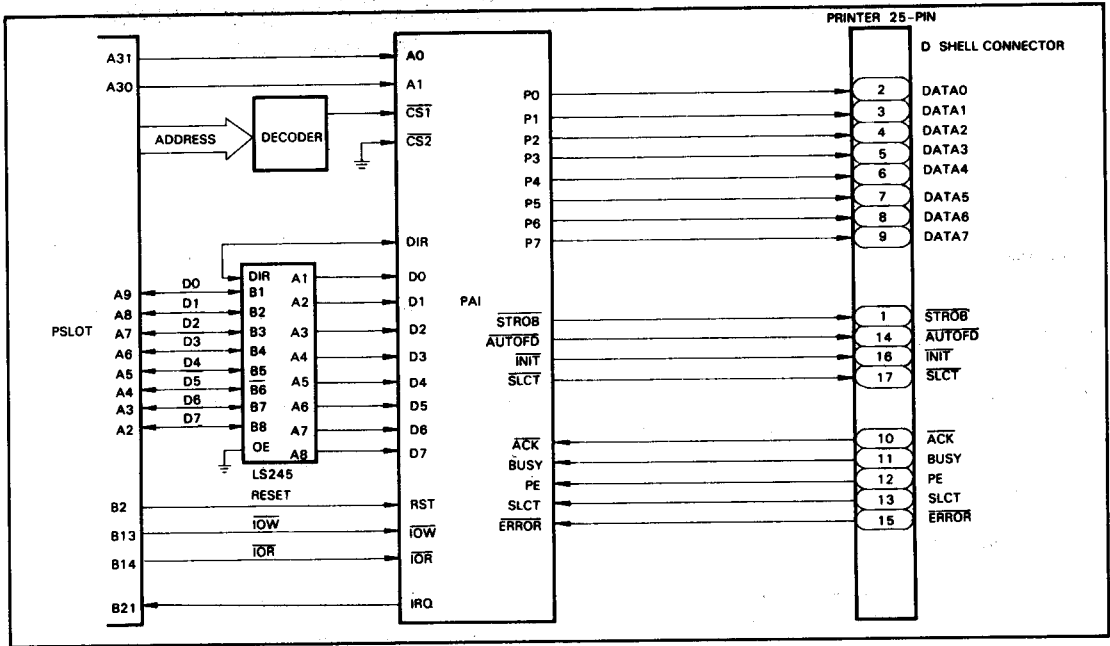 PRINTER 25-PIN
D SHELL CONNECTOR
A31
A30
ADDRESS
DECODER
A0
A1
CS1
CS2
DIR
D0
D1
D2
D3
D4
D5
D6
D7
RST
IOW
IOR
IRQ
PAI
PSLOT
A9
A8
A7
A6
A5
A4
A3
A2
D0
D1
D2
D3
D4
D5
D6
D7
DIR
B1
B2
B3
B4
B5
B6
B7
B8
OE
A1
A2
A3
A4
A5
A6
A7
A8
LS245
B2
RESET
B13
IOW
B14
IOR
B21
P0
P1
P2
P3
P4
P5
P6
P7
STROB
AUTOFD
INIT
SLCT
ACK
BUSY
PE
SLCT
ERROR
2 DATA0
3 DATA1
4 DATA2
5 DATA3
6 DATA4
7 DATA5
8 DATA6
9 DATA7
1 STROB
14 AUTOFD
16 INIT
17 SLCT
10 ACK
11 BUSY
12 PE
13 SLCT
15 ERROR